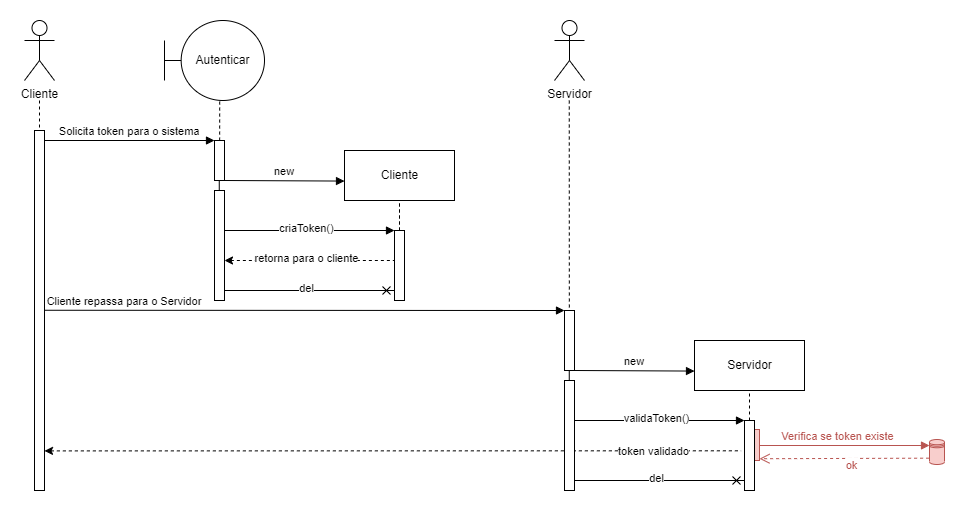 Autenticar
Cliente
Servidor
Solicita token para o sistema
new
Cliente
criaToken()
retorna para o cliente
del
Cliente repassa para o Servidor
new
Servidor
validaToken()
Verifica se token existe
token validado
ok
del